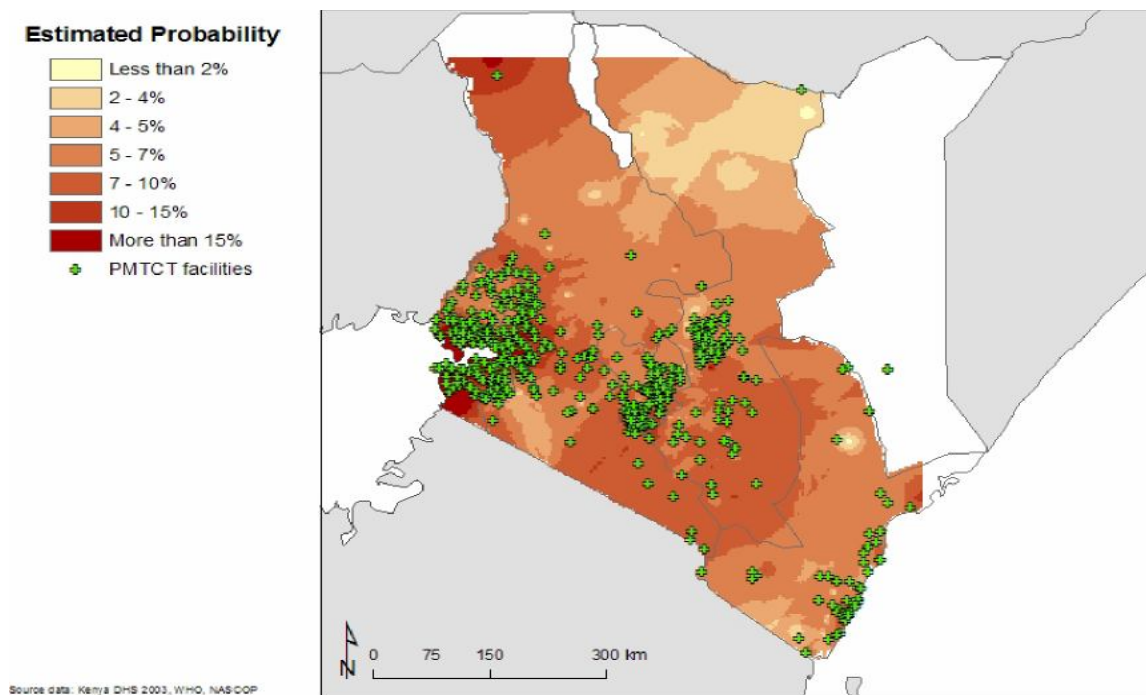 Estimated Probability
Less than 2%
2 - 4%
4 - 5%
5 - 7%
7 - 10%
10 - 15%
More than 15%
PMTCT facilities
N
0 75 150 300 km
Source data: Kenya DHS 2003, WHO, NASCOP